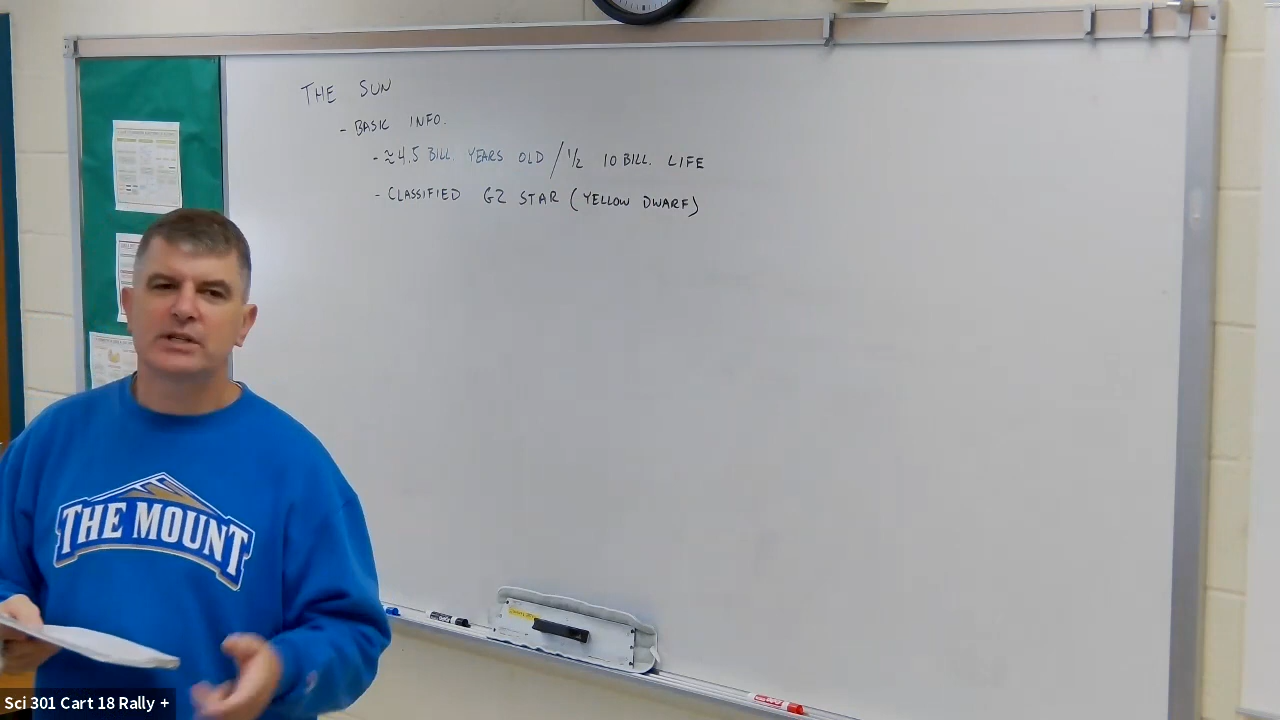 THE SUN
- BASIC INFO.
- ≈4.5 BILL. YEARS OLD / 1/2 10 BILL. LIFE
- CLASSIFIED G2 STAR (YELLOW DWARF)
THE MOUNT
Sci 301 Cart 18 Rally +